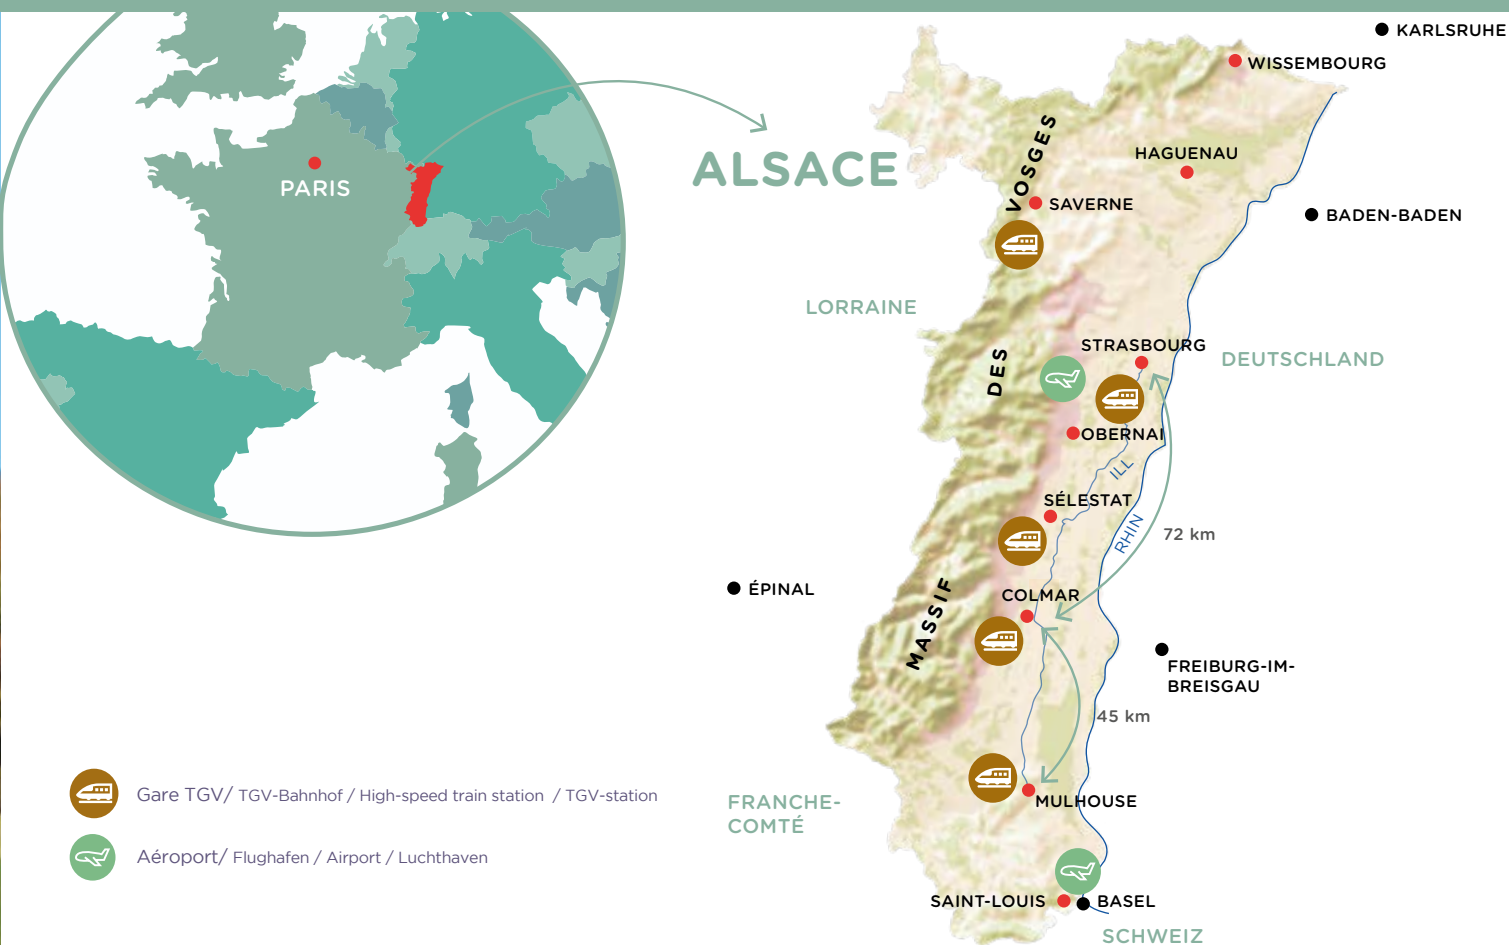 KARLSRUHE
WISSEMBOURG
HAGUENAU
ALSACE
VOSGES
PARIS
SAVERNE
BADEN-BADEN
LORRAINE
STRASBOURG
DEUTSCHLAND
DES
OBERNAI
ILL
SÉLESTAT
RHIN
72 km
ÉPINAL
COLMAR
MASSIF
FREIBURG-IM-
BREISGAU
45 km
Gare TGV/ TGV-Bahnhof / High-speed train station / TGV-station
FRANCHE-
COMTÉ
MULHOUSE
Aéroport/ Flughafen / Airport / Luchthaven
SAINT-LOUIS
BASEL
SCHWEIZ